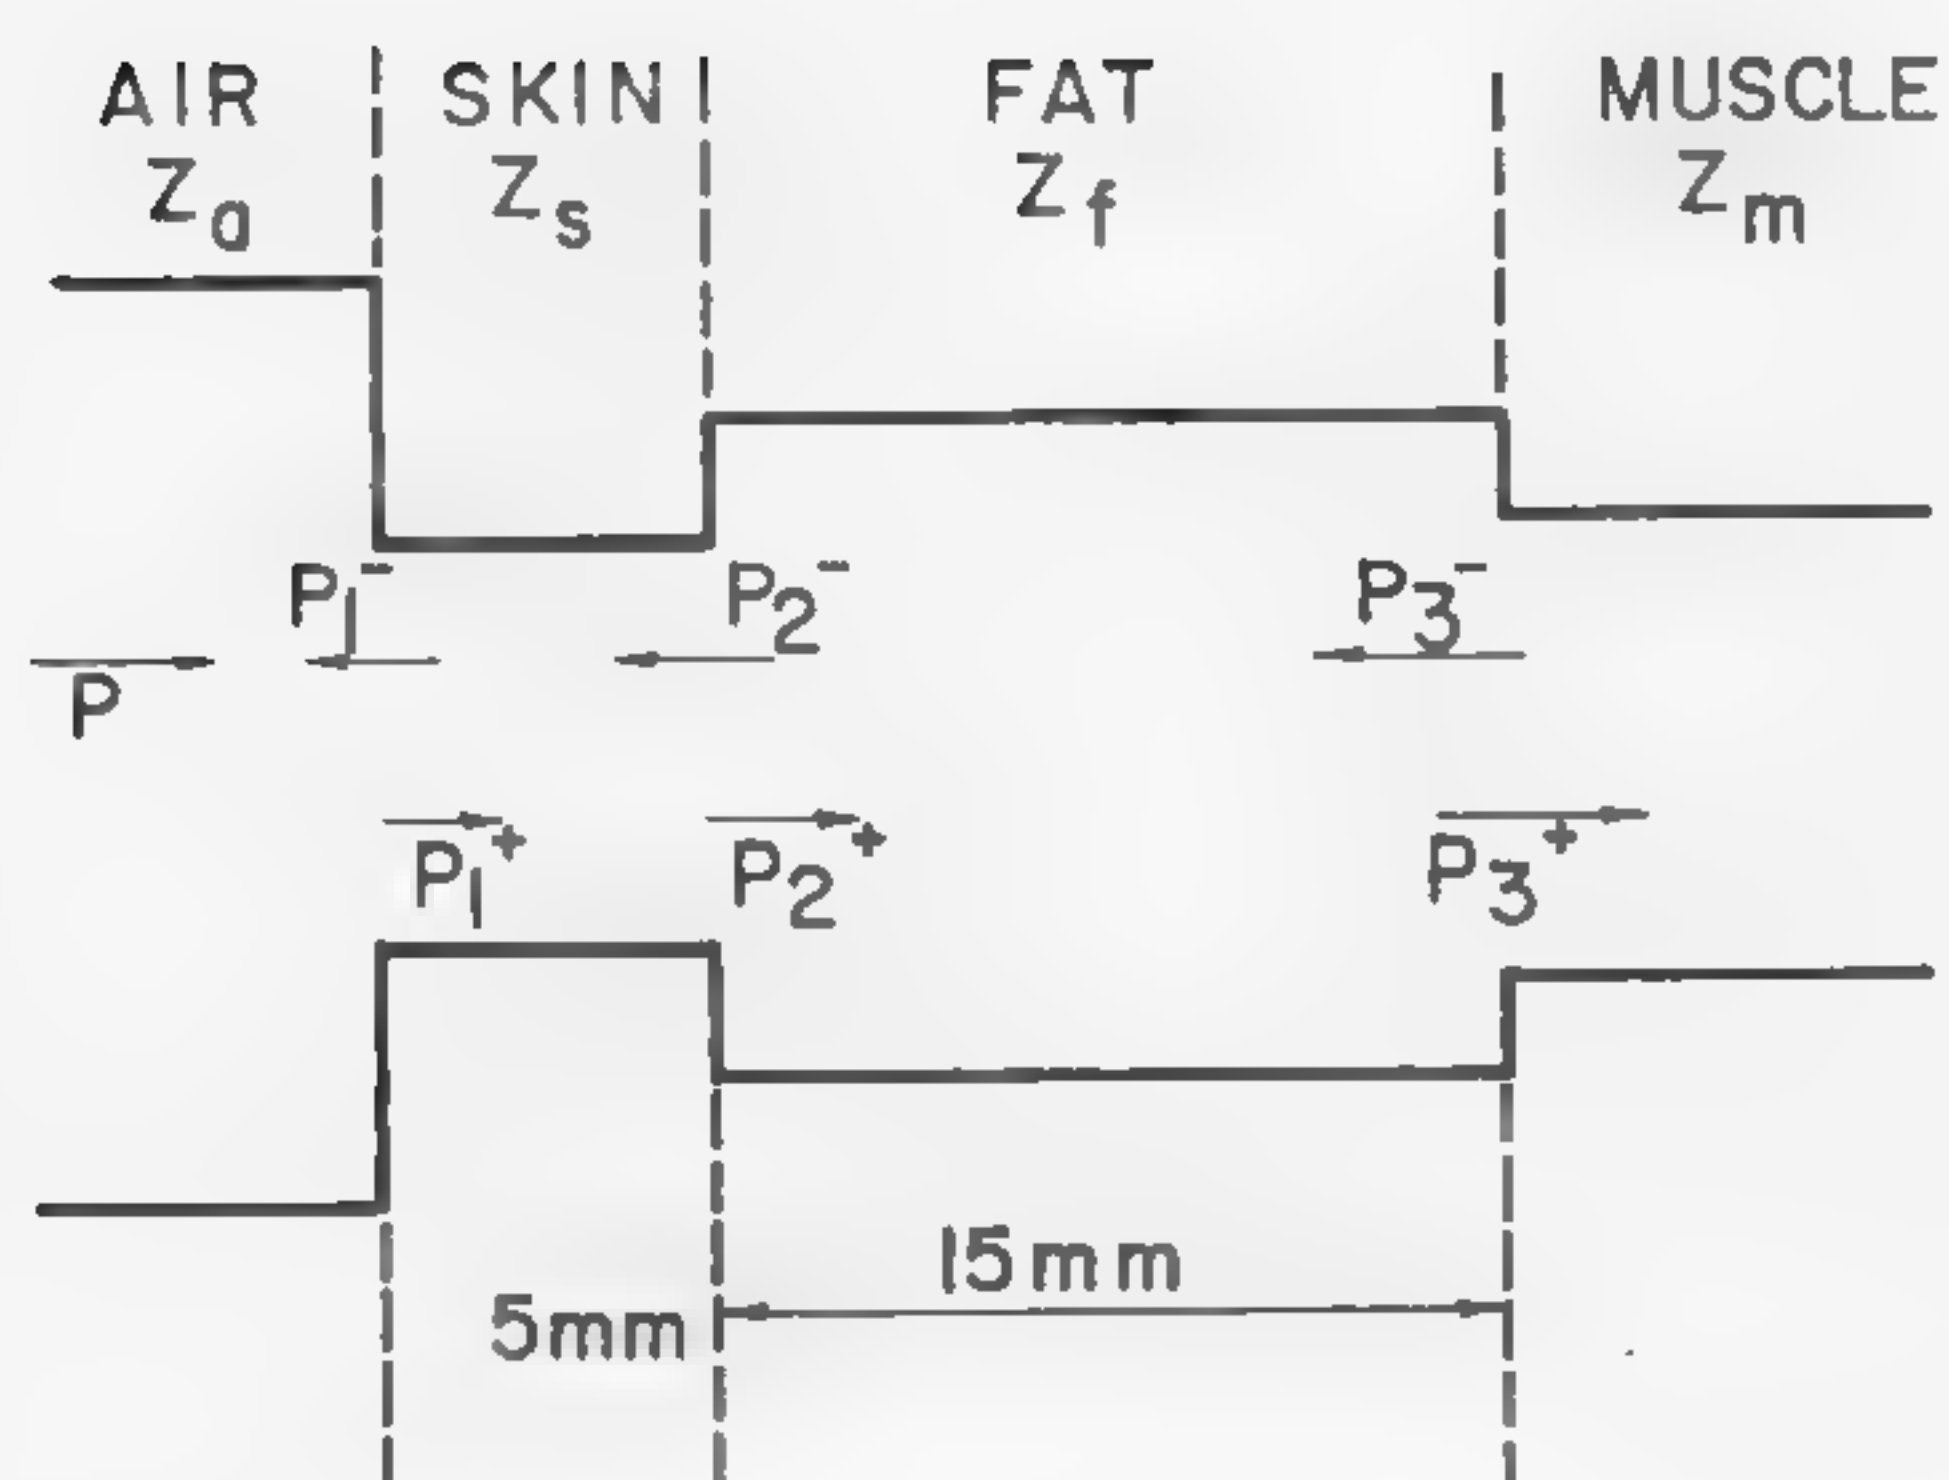 AIR SKIN FAT MUSCLE
Za Zs Zf Zm
P1- P2- P3-
P
P1+ P2+ P3+
15mm
5mm